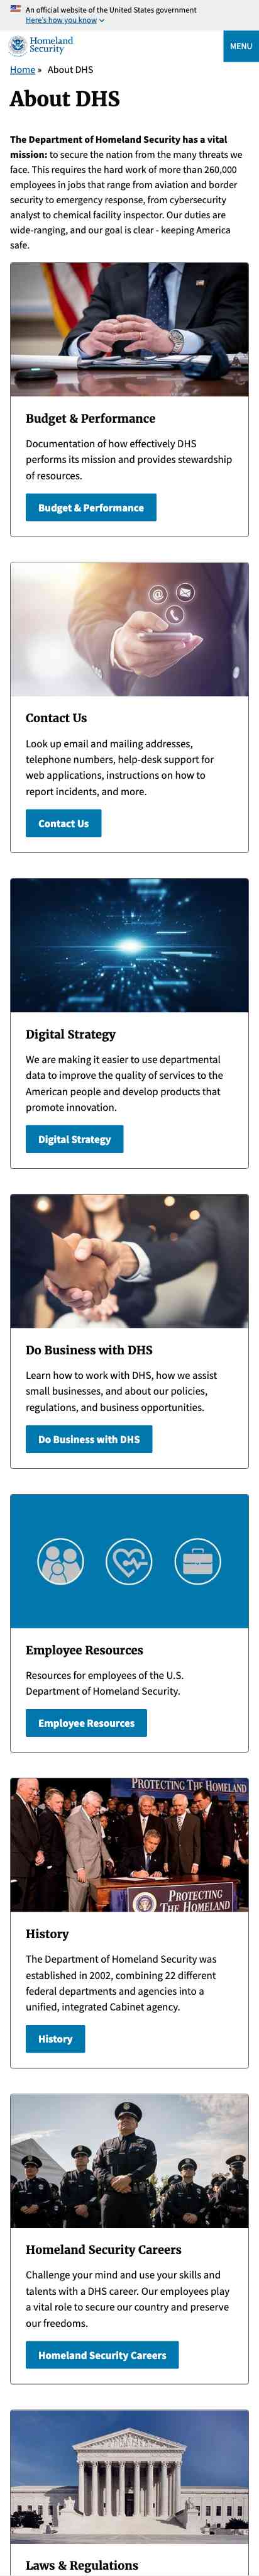 An official website of the United States government
Here's how you know
Homeland
Security
MENU
Home » About DHS
About DHS
The Department of Homeland Security has a vital
mission: to secure the nation from the many threats we
face. This requires the hard work of more than 260,000
employees in jobs that range from aviation and border
security to emergency response, from cybersecurity
analyst to chemical facility inspector. Our duties are
wide-ranging, and our goal is clear - keeping America
safe.
Budget & Performance
Documentation of how effectively DHS
performs its mission and provides stewardship
of resources.
Budget & Performance
Contact Us
Look up email and mailing addresses,
telephone numbers, help-desk support for
web applications, instructions on how to
report incidents, and more.
Contact Us
Digital Strategy
We are making it easier to use departmental
data to improve the quality of services to the
American people and develop products that
promote innovation.
Digital Strategy
Do Business with DHS
Learn how to work with DHS, how we assist
small businesses, and about our policies,
regulations, and business opportunities.
Do Business with DHS
Employee Resources
Resources for employees of the U.S.
Department of Homeland Security.
Employee Resources
PROTECTING THE HOMELAND
PROTECTING
THE HOMELAND
History
The Department of Homeland Security was
established in 2002, combining 22 different
federal departments and agencies into a
unified, integrated Cabinet agency.
History
Homeland Security Careers
Challenge your mind and use your skills and
talents with a DHS career. Our employees play
a vital role to secure our country and preserve
our freedoms.
Homeland Security Careers
Laws & Regulations